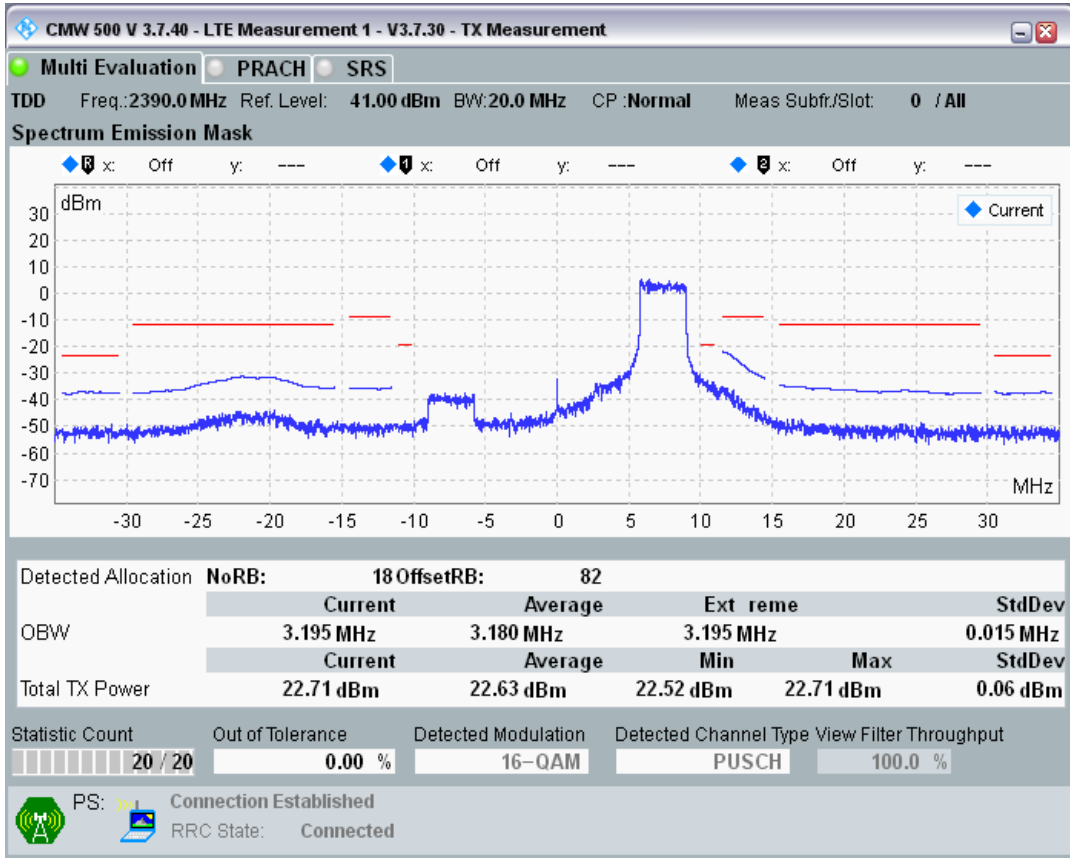 CMW 500 V 3.7.40 - LTE Measurement 1 - V3.7.30 - TX Measurement
Multi Evaluation PRACH SRS
TDD Freq.:2390.0 MHz Ref. Level: 41.00 dBm BW:20.0 MHz CP :Normal Meas Subfr./Slot: 0 / All
Spectrum Emission Mask
R x: Off y: --- 1 x: Off y: --- 2 x: Off y: ---
dBm
Current
30
20
10
0
-10
-20
-30
-40
-50
-60
-70
MHz
-30 -25 -20 -15 -10 -5 0 5 10 15 20 25 30
Detected Allocation NoRB: 18 OffsetRB: 82
Current Average Ext reme StdDev
OBW 3.195 MHz 3.180 MHz 3.195 MHz 0.015 MHz
Current Average Min Max StdDev
Total TX Power 22.71 dBm 22.63 dBm 22.52 dBm 22.71 dBm 0.06 dBm
Statistic Count Out of Tolerance Detected Modulation Detected Channel Type View Filter Throughput
20 / 20 0.00 % 16-QAM PUSCH 100.0 %
PS: Connection Established
RRC State: Connected